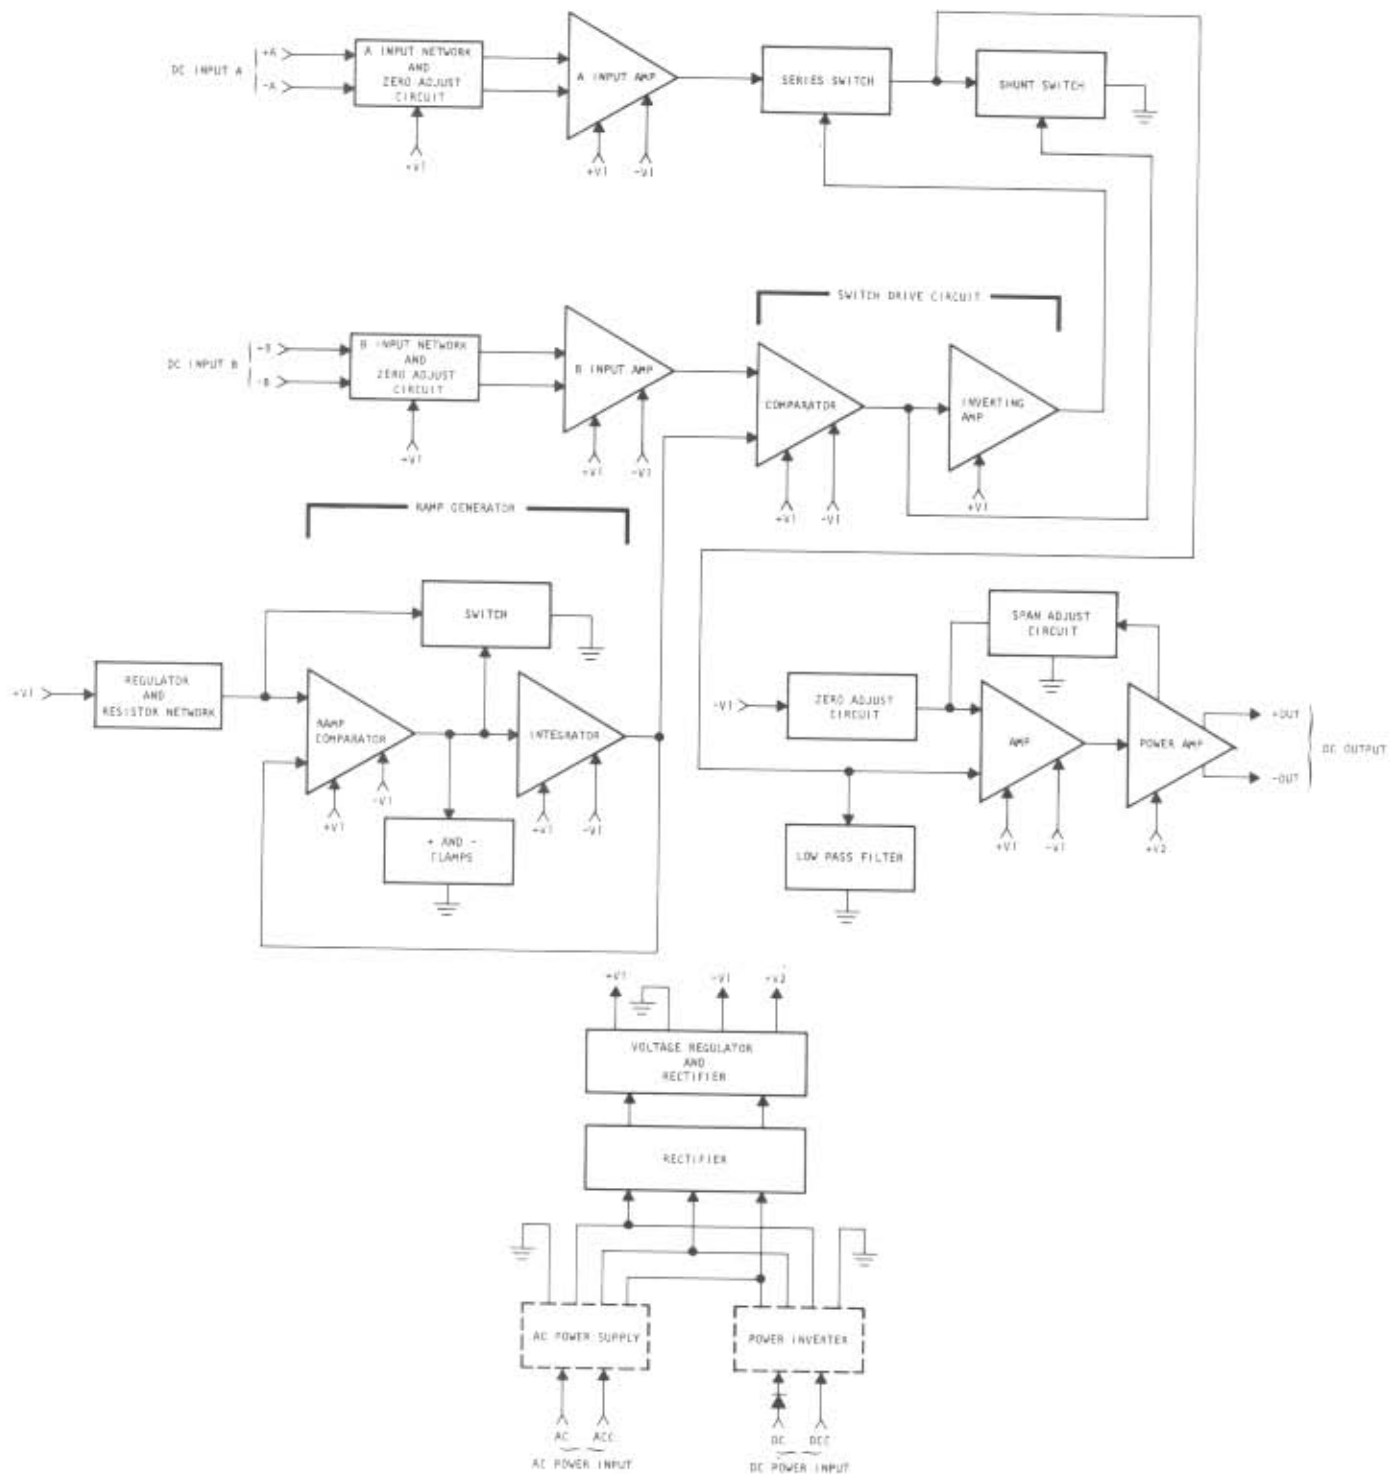 DC INPUT A
+A
-A
A INPUT NETWORK
AND
ZERO ADJUST
CIRCUIT
+V1
A INPUT AMP
+V1
-V1
SERIES SWITCH
SHUNT SWITCH
SWITCH DRIVE CIRCUIT
DC INPUT B
-B
B INPUT NETWORK
AND
ZERO ADJUST
CIRCUIT
+V1
B INPUT AMP
+V1
-V1
COMPARATOR
+V1
-V1
INVERTING
AMP
+V1
RAMP GENERATOR
SWITCH
+V1
REGULATOR
AND
RESISTOR NETWORK
RAMP
COMPARATOR
+V1
-V1
INTEGRATOR
+V1
-V1
+ AND -
CLAMPS
SPAN ADJUST
CIRCUIT
-V1
ZERO ADJUST
CIRCUIT
AMP
+V1
-V1
POWER AMP
+V2
+OUT
-OUT
DC OUTPUT
LOW PASS FILTER
+V1
-V1
+V2
VOLTAGE REGULATOR
AND
RECTIFIER
RECTIFIER
AC POWER SUPPLY
POWER INVERTER
AC
ACC
AC POWER INPUT
DC
DCC
DC POWER INPUT